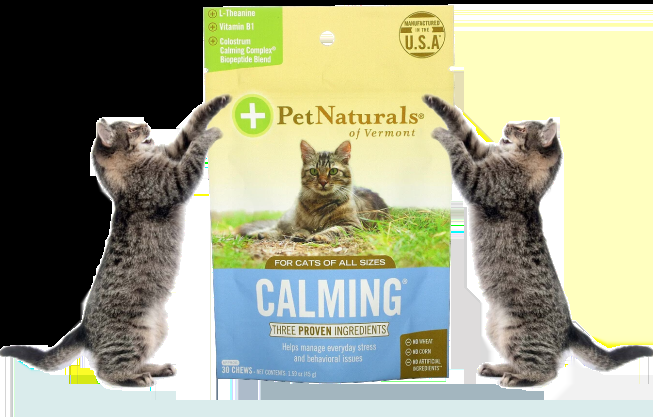 L-Theanine
Vitamin B1
Colostrum
Calming Complex®
Biopeptide Blend
MANUFACTURED
IN THE
U.S.A
PetNaturals®
of Vermont
FOR CATS OF ALL SIZES
CALMING®
THREE PROVEN INGREDIENTS
Helps manage everyday stress
and behavioral issues
NO WHEAT
NO CORN
NO ARTIFICIAL
INGREDIENTS
30 CHEWS • NET CONTENTS: